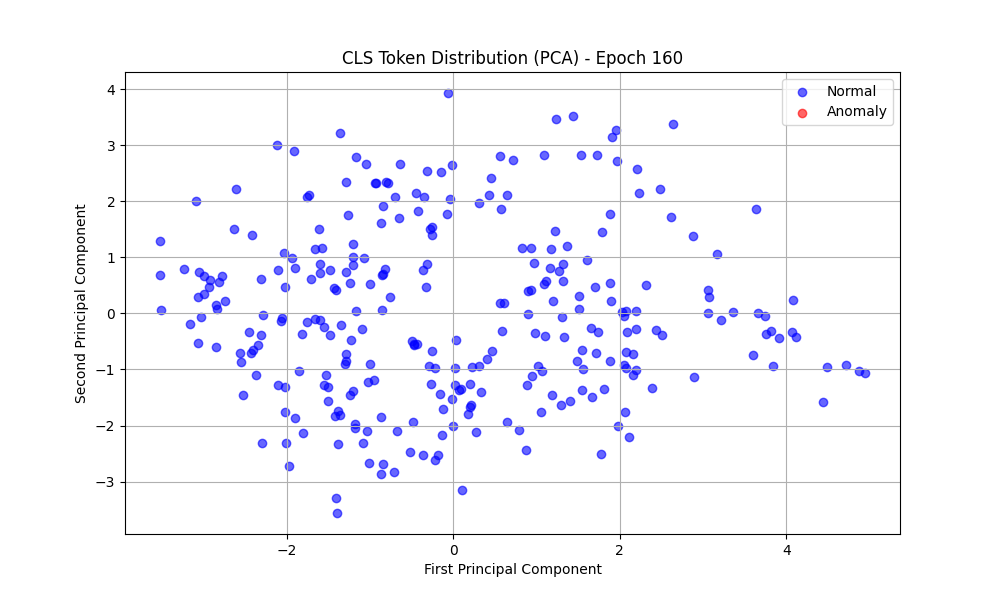 CLS Token Distribution (PCA) - Epoch 160
Normal
Anomaly
4
3
2
1
0
−1
−2
−3
Second Principal Component
−2
0
2
4
First Principal Component